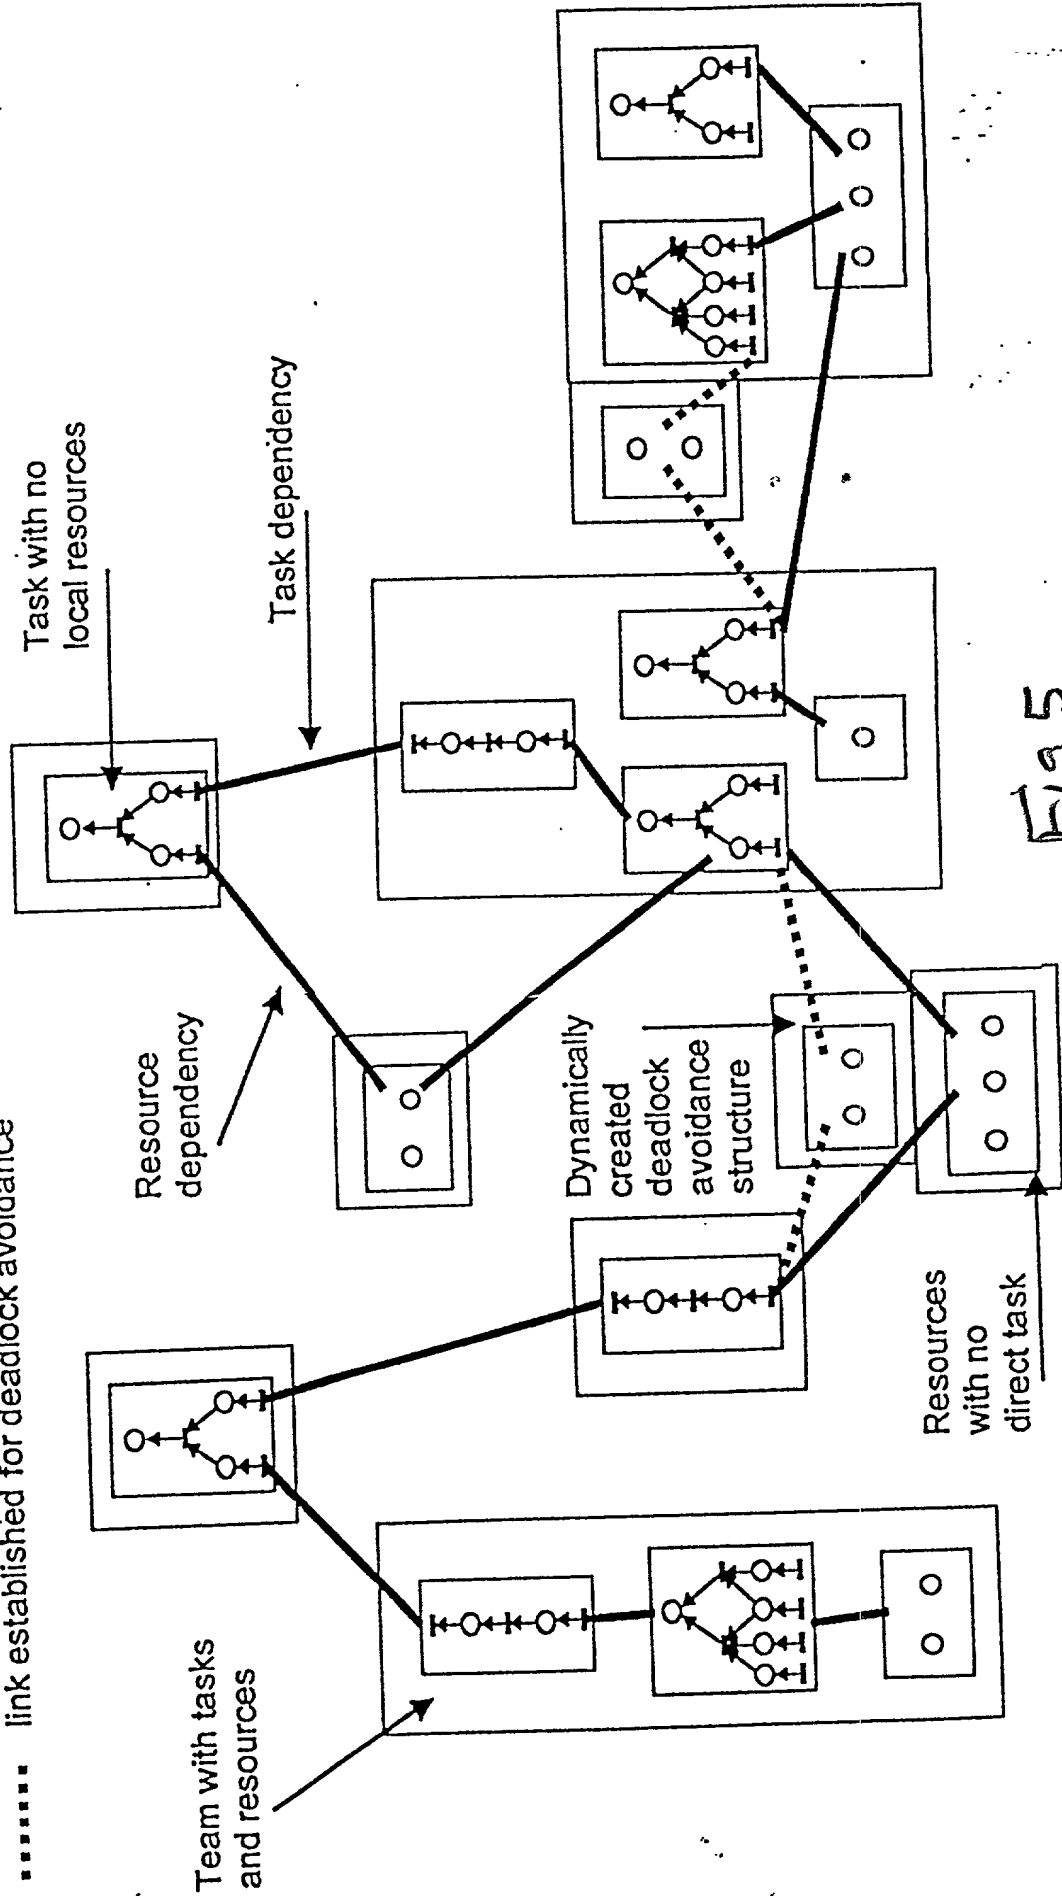 link established for deadlock avoidance
Team with tasks
and resources
Resource
dependency
Task with no
local resources
Task dependency
Dynamically
created
deadlock
avoidance
structure
Resources
with no
direct task